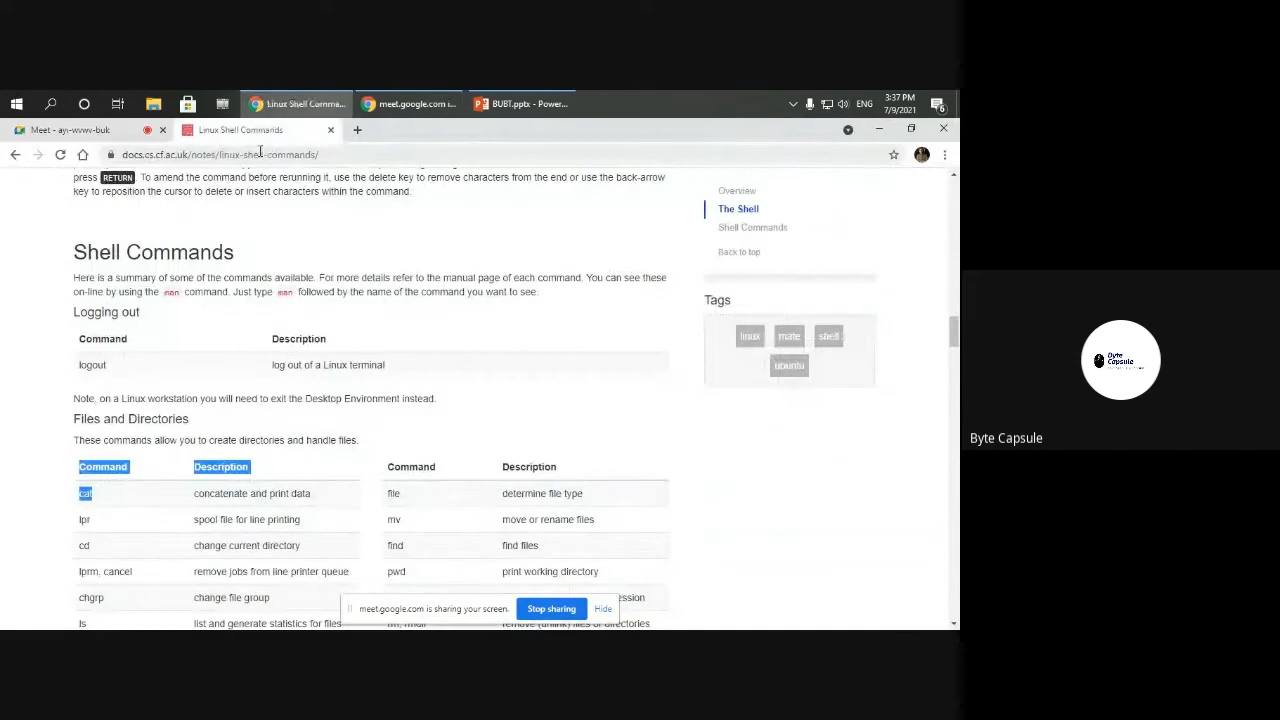 Linux Shell Comma...
meet.google.com i...
BUBT.pptx - Power...
ENG
3:37 PM
7/9/2021
6
Meet - ayi-wvwv-buk
Linux Shell Commands
docs.cs.cf.ac.uk/notes/linux-shell-commands/
press RETURN. To amend the command before rerunning it, use the delete key to remove characters from the end or use the back-arrow
key to reposition the cursor to delete or insert characters within the command.
Overview
The Shell
Shell Commands
Back to top
Tags
linux mate shell
ubuntu
Shell Commands
Here is a summary of some of the commands available. For more details refer to the manual page of each command. You can see these
on-line by using the man command. Just type man followed by the name of the command you want to see.
Logging out
Command Description
logout log out of a Linux terminal
Note, on a Linux workstation you will need to exit the Desktop Environment instead.
Files and Directories
These commands allow you to create directories and handle files.
Command Description Command Description
cat concatenate and print data file determine file type
lpr spool file for line printing mv move or rename files
cd change current directory find find files
lprm, cancel remove jobs from line printer queue pwd print working directory
chgrp change file group
ls list and generate statistics for files
remove (unlink) files or directories
meet.google.com is sharing your screen.
Stop sharing
Hide
Byte
Capsule
Byte Capsule